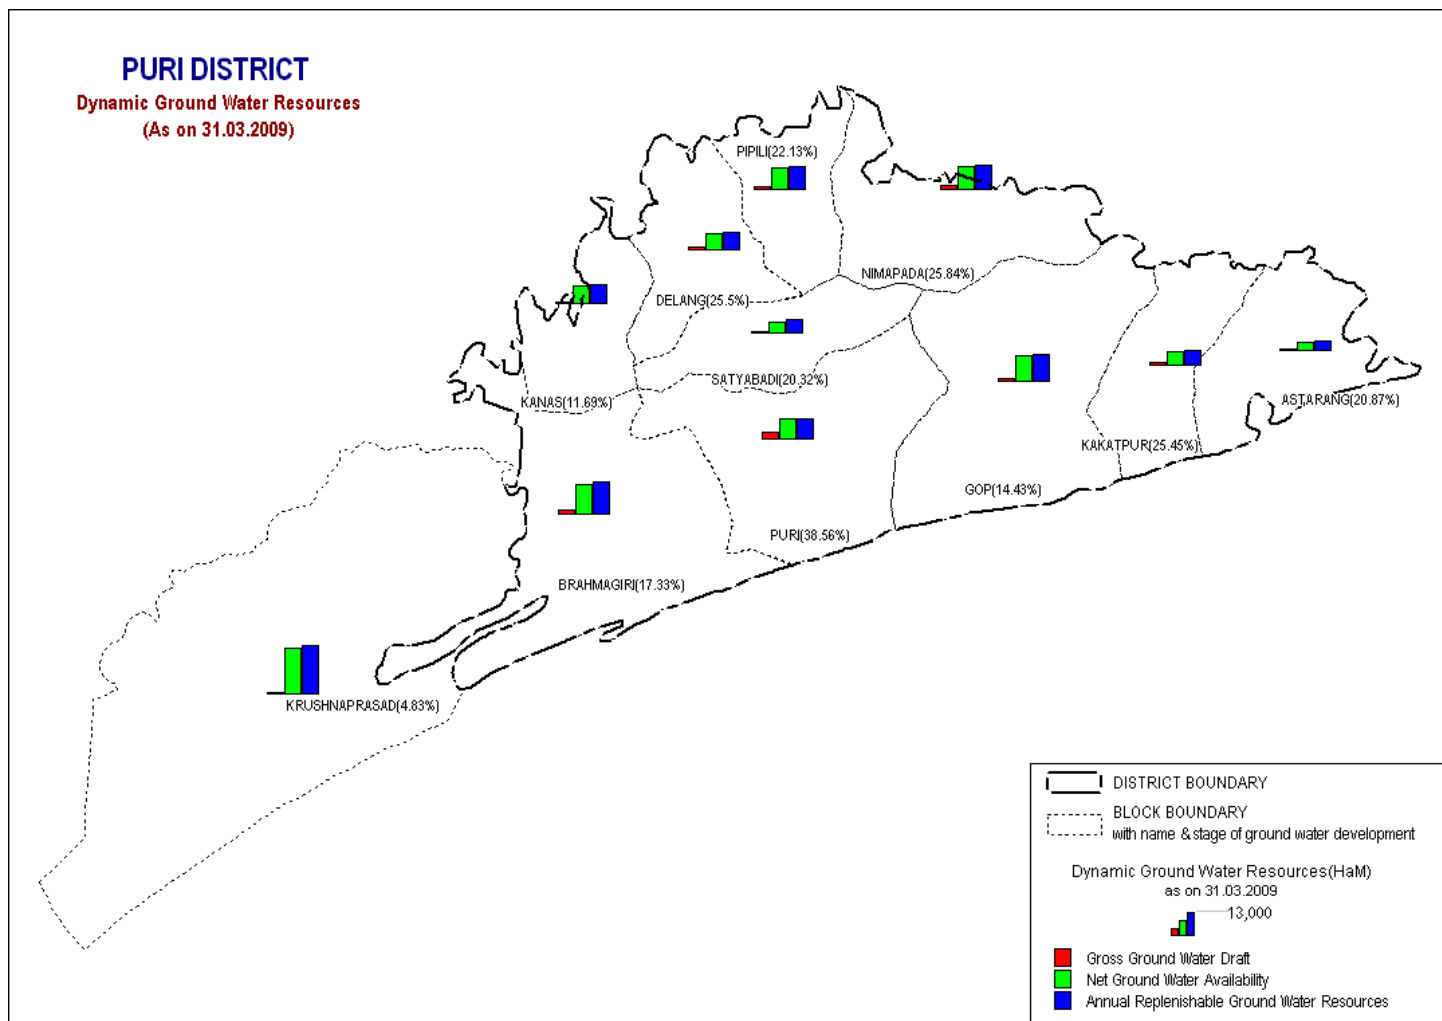 PURI DISTRICT
Dynamic Ground Water Resources
(As on 31.03.2009)
PIPILI(22.13%)
NIMAPADA(25.84%)
DELANG(25.5%)
SATYABADI(20.32%)
KANAS(11.69%)
ASTARANG(20.87%)
KAKATPUR(25.45%)
GOP(14.43%)
PURI(38.56%)
BRAHMAGIRI(17.33%)
KRUSHNAPRASAD(4.83%)
DISTRICT BOUNDARY
BLOCK BOUNDARY
with name & stage of ground water development
Dynamic Ground Water Resources(HaM)
as on 31.03.2009
13,000
Gross Ground Water Draft
Net Ground Water Availability
Annual Replenishable Ground Water Resources